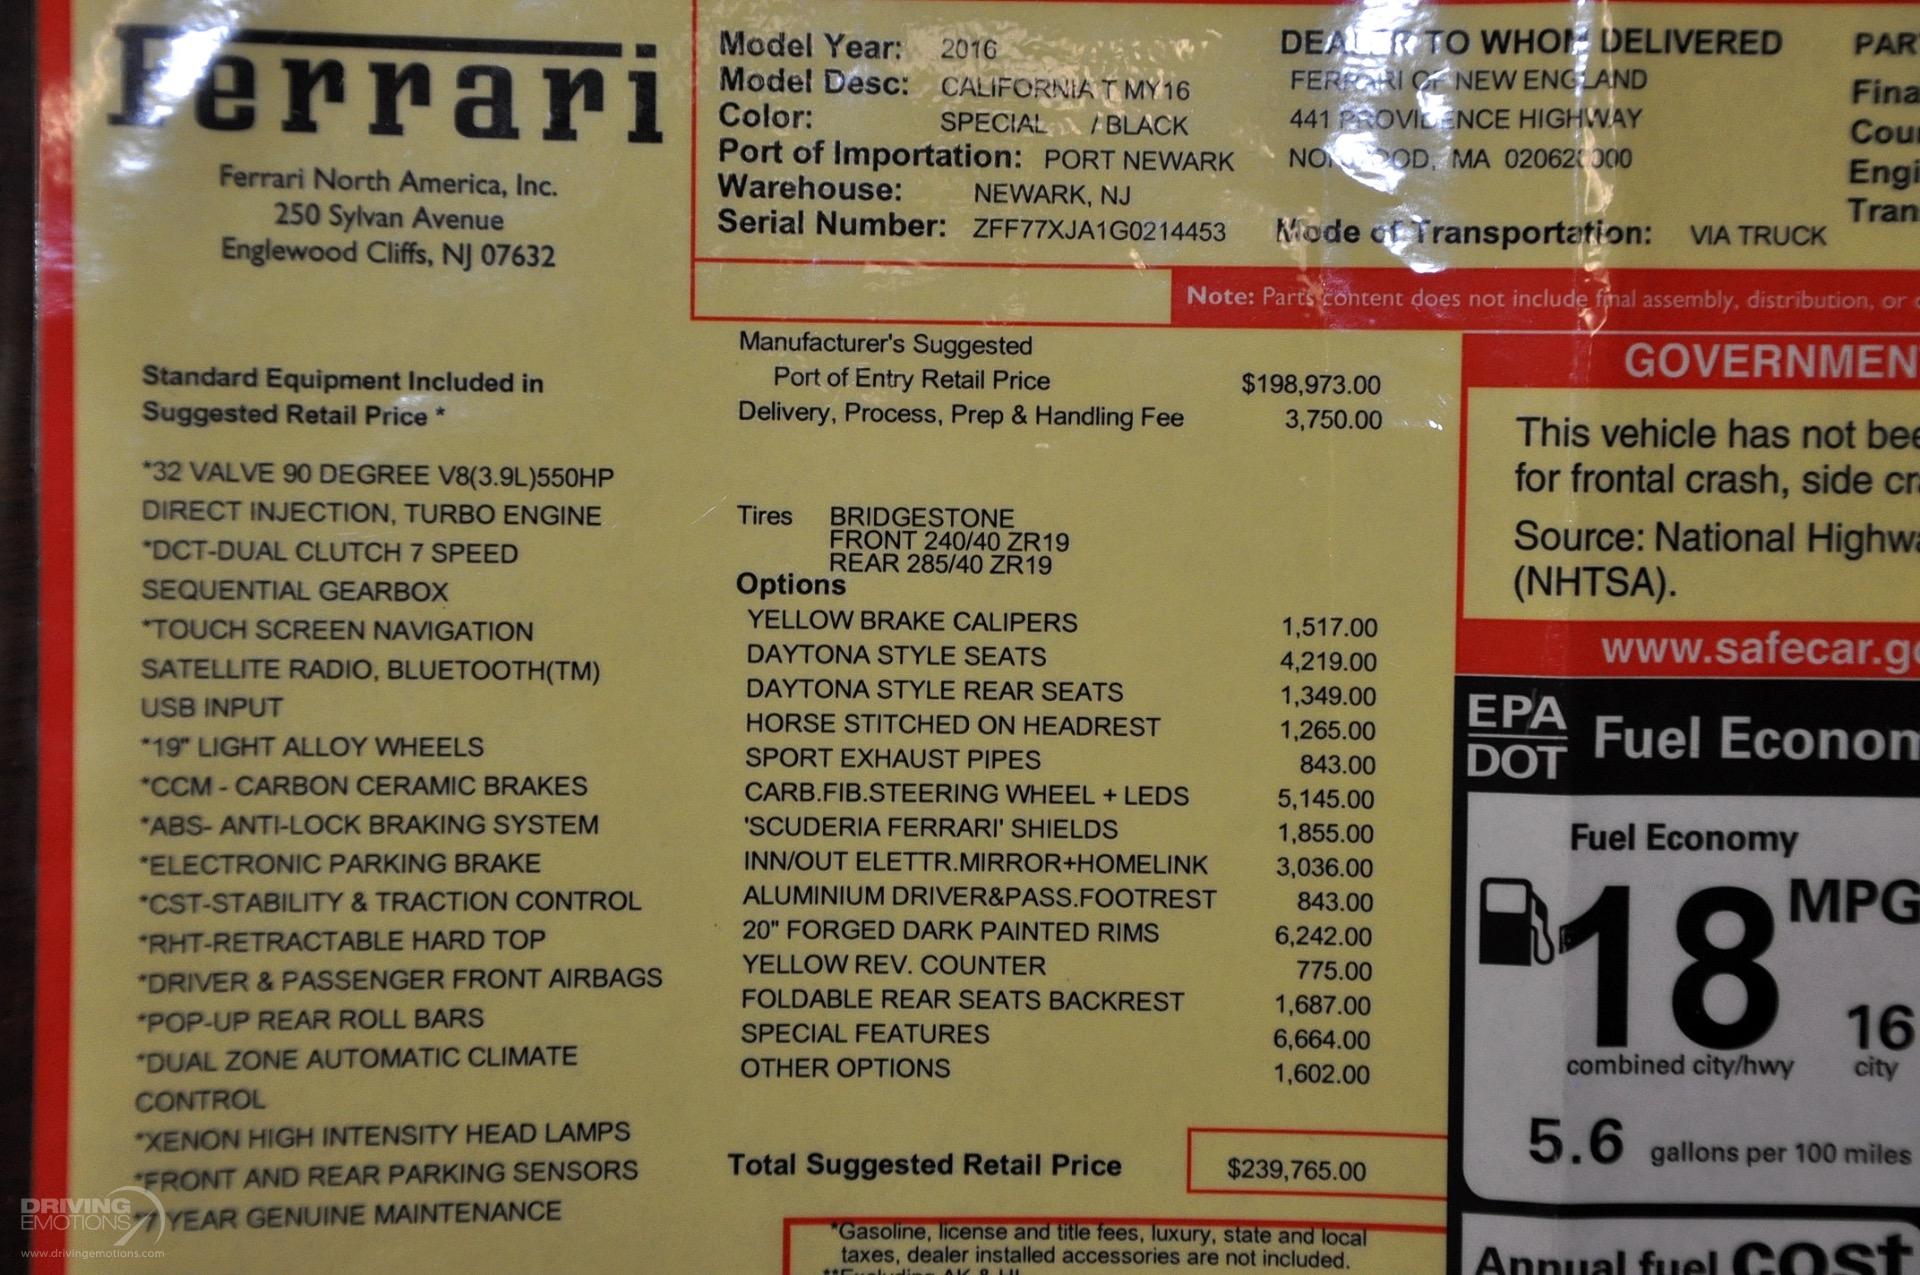 Ferrari
Ferrari North America, Inc.
250 Sylvan Avenue
Englewood Cliffs, NJ 07632
Model Year: 2016
Model Desc: CALIFORNIA T MY16
Color: SPECIAL / BLACK
Port of Importation: PORT NEWARK
Warehouse: NEWARK, NJ
Serial Number: ZFF77XJA1G0214453
DEALER TO WHOM DELIVERED
FERRARI OF NEW ENGLAND
441 PROVIDENCE HIGHWAY
MA
Mode of Transportation: VIA TRUCK
PAR
Fina
Cou
Engi
Tran
Note: Parts content does not include final assembly, distribution, or
Standard Equipment Included in
Suggested Retail Price *
*32 VALVE 90 DEGREE V8(3.9L)550HP
DIRECT INJECTION, TURBO ENGINE
*DCT-DUAL CLUTCH 7 SPEED
SEQUENTIAL GEARBOX
*TOUCH SCREEN NAVIGATION
SATELLITE RADIO, BLUETOOTH(TM)
USB INPUT
*19" LIGHT ALLOY WHEELS
*CCM - CARBON CERAMIC BRAKES
*ABS- ANTI-LOCK BRAKING SYSTEM
*ELECTRONIC PARKING BRAKE
*CST-STABILITY & TRACTION CONTROL
*RHT-RETRACTABLE HARD TOP
*DRIVER & PASSENGER FRONT AIRBAGS
*POP-UP REAR ROLL BARS
*DUAL ZONE AUTOMATIC CLIMATE
CONTROL
*XENON HIGH INTENSITY HEAD LAMPS
*FRONT AND REAR PARKING SENSORS
*7 YEAR GENUINE MAINTENANCE
Manufacturer's Suggested
Port of Entry Retail Price $198,973.00
Delivery, Process, Prep & Handling Fee 3,750.00
Tires BRIDGESTONE
FRONT 240/40 ZR19
REAR 285/40 ZR19
Options
YELLOW BRAKE CALIPERS 1,517.00
DAYTONA STYLE SEATS 4,219.00
DAYTONA STYLE REAR SEATS 1,349.00
HORSE STITCHED ON HEADREST 1,265.00
SPORT EXHAUST PIPES 843.00
CARB.FIB.STEERING WHEEL + LEDS 5,145.00
'SCUDERIA FERRARI' SHIELDS 1,855.00
INN/OUT ELETTR.MIRROR+HOMELINK 3,036.00
ALUMINIUM DRIVER&PASS.FOOTREST 843.00
20" FORGED DARK PAINTED RIMS 6,242.00
YELLOW REV. COUNTER 775.00
FOLDABLE REAR SEATS BACKREST 1,687.00
SPECIAL FEATURES 6,664.00
OTHER OPTIONS 1,602.00
Total Suggested Retail Price $239,765.00
*Gasoline, license and title fees, luxury, state and local
taxes, dealer installed accessories are not included.
GOVERNMEN
This vehicle has not bee
for frontal crash, side cr
Source: National Highwa
(NHTSA).
www.safecar.go
EPA
DOT
Fuel Econom
Fuel Economy
18 MPG
combined city/hwy
16
city
5.6 gallons per 100 miles
Annual fuel cost
DRIVING
EMOTIONS
www.drivingemotions.com